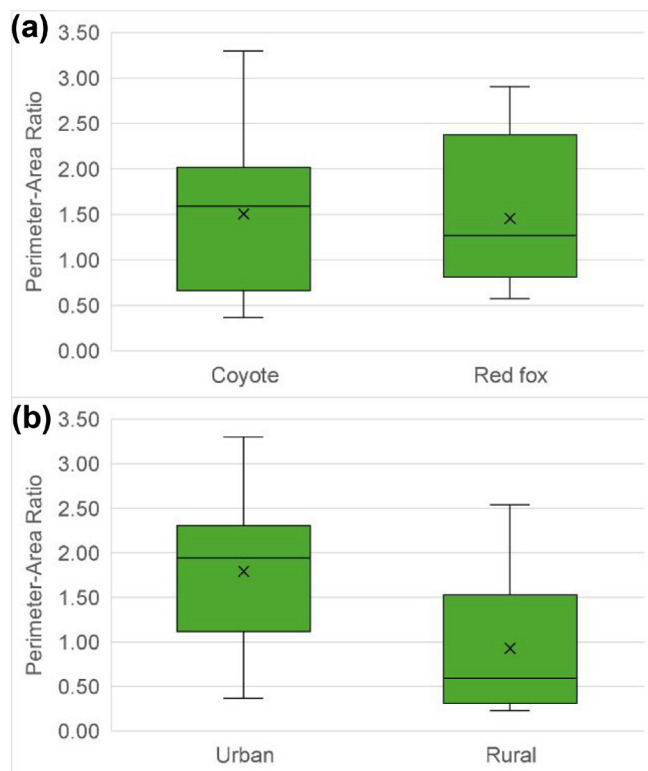 (a)
Perimeter-Area Ratio
3.50
3.00
2.50
2.00
1.50
1.00
0.50
0.00
Coyote Red fox
(b)
Perimeter-Area Ratio
3.50
3.00
2.50
2.00
1.50
1.00
0.50
0.00
Urban Rural